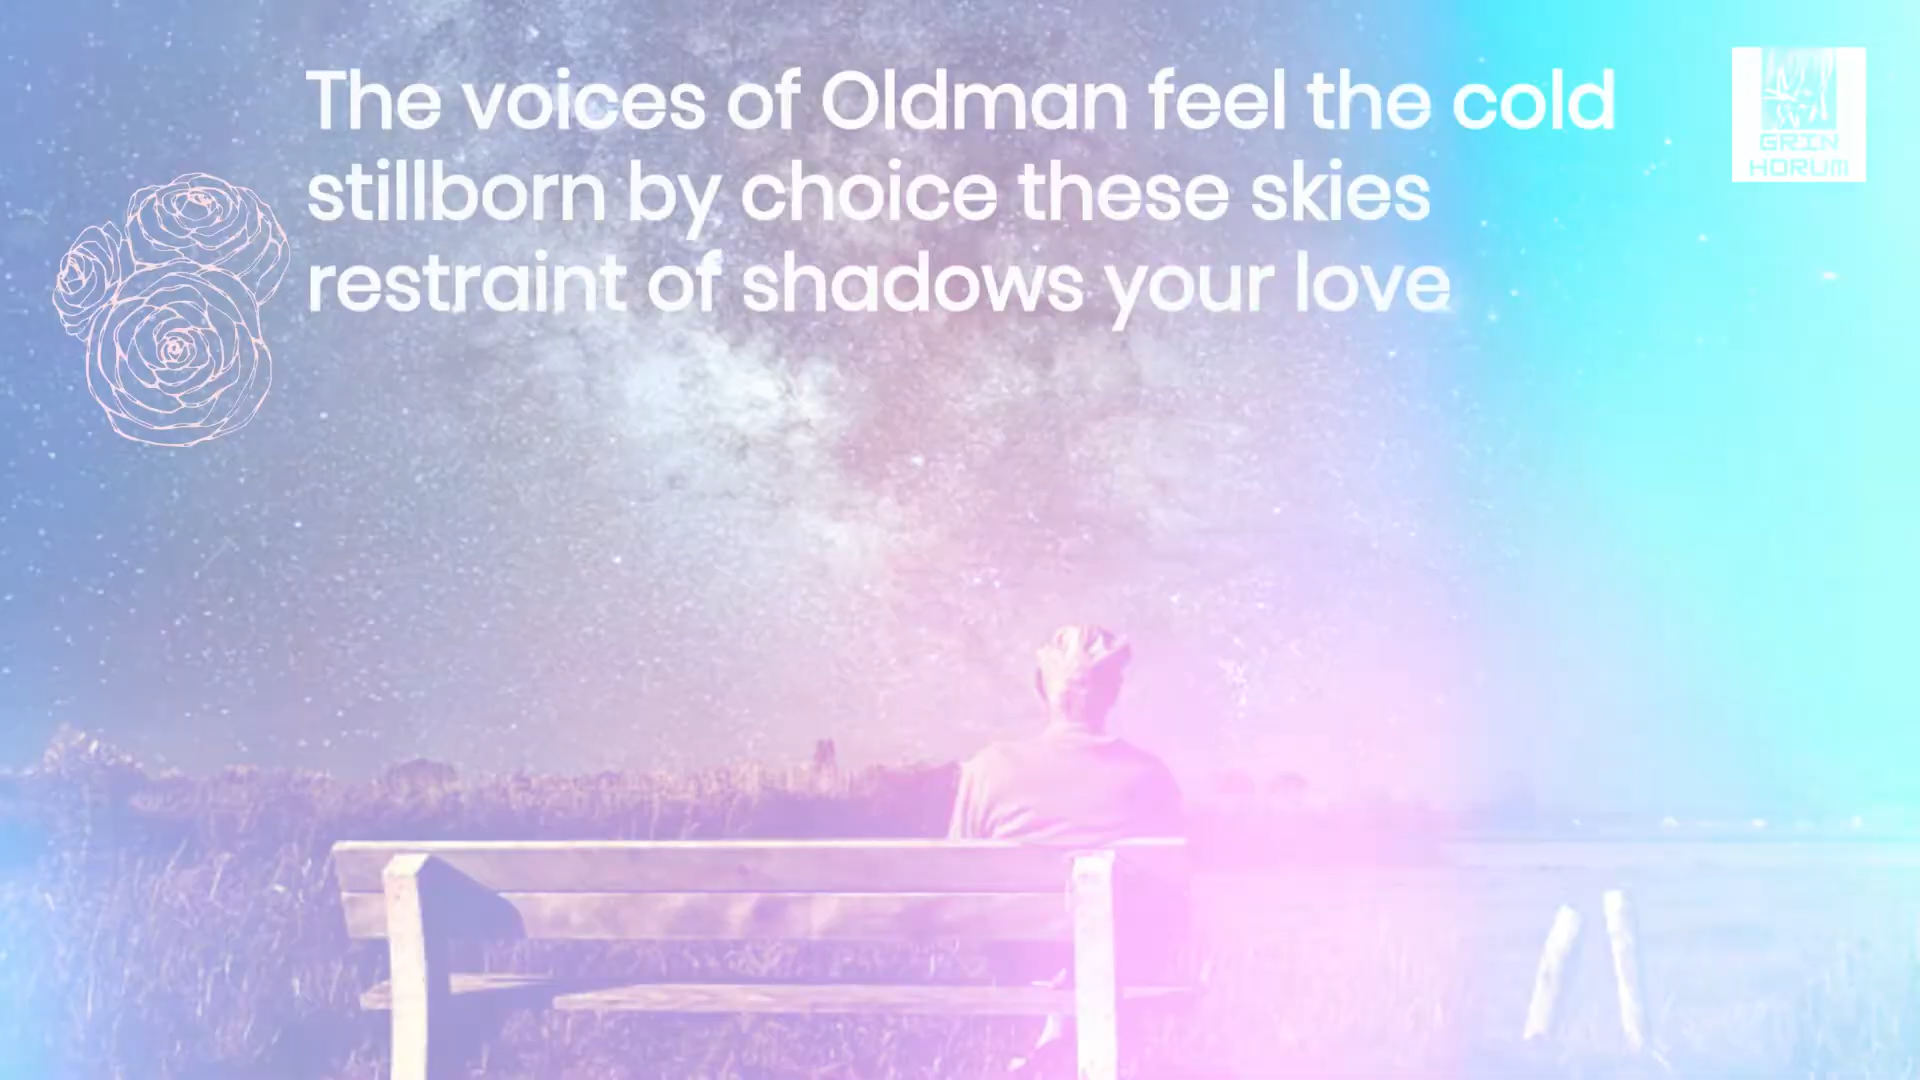 The voices of Oldman feel the cold
stillborn by choice these skies
restraint of shadows your love
GRIN
HORUM